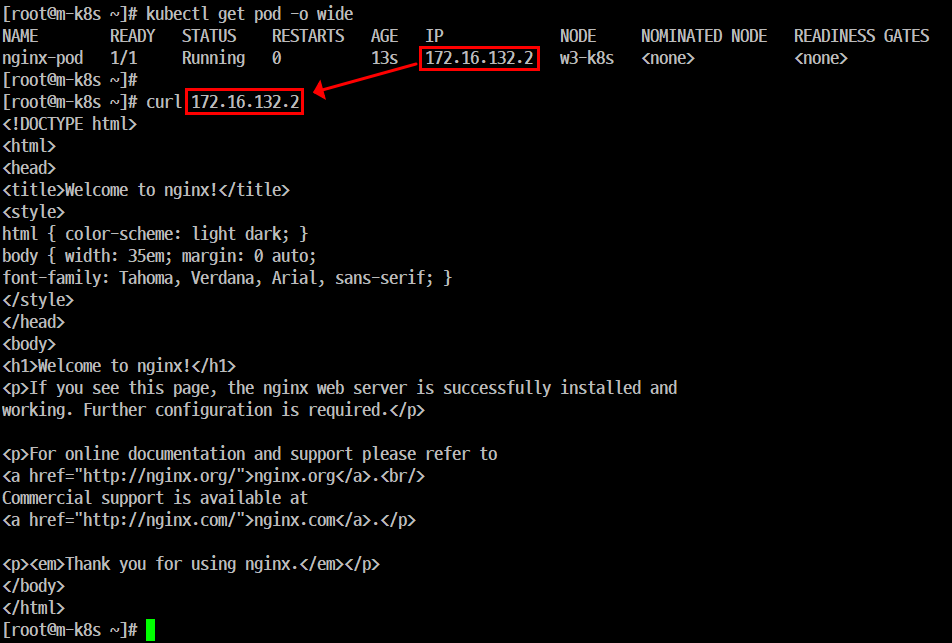 [root@m-k8s ~]# kubectl get pod -o wide
NAME        READY   STATUS    RESTARTS   AGE   IP             NODE     NOMINATED NODE   READINESS GATES
nginx-pod   1/1     Running   0          13s   172.16.132.2   w3-k8s   <none>           <none>
[root@m-k8s ~]#
[root@m-k8s ~]# curl 172.16.132.2
<!DOCTYPE html>
<html>
<head>
<title>Welcome to nginx!</title>
<style>
html { color-scheme: light dark; }
body { width: 35em; margin: 0 auto;
font-family: Tahoma, Verdana, Arial, sans-serif; }
</style>
</head>
<body>
<h1>Welcome to nginx!</h1>
<p>If you see this page, the nginx web server is successfully installed and
working. Further configuration is required.</p>

<p>For online documentation and support please refer to
<a href="http://nginx.org/">nginx.org</a>.<br/>
Commercial support is available at
<a href="http://nginx.com/">nginx.com</a>.</p>

<p><em>Thank you for using nginx.</em></p>
</body>
</html>
[root@m-k8s ~]#